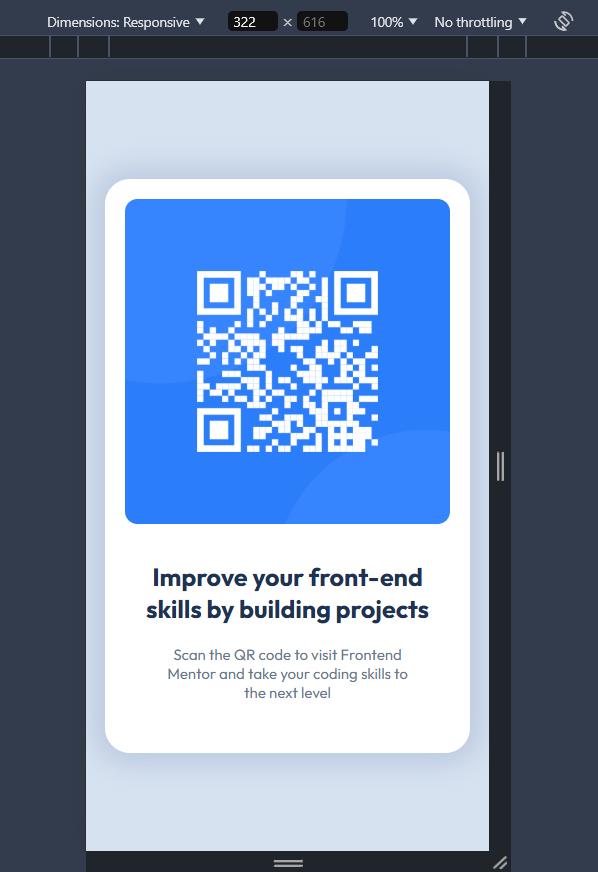 Dimensions: Responsive 322 × 616 100% No throttling
Improve your front-end
skills by building projects
Scan the QR code to visit Frontend
Mentor and take your coding skills to
the next level